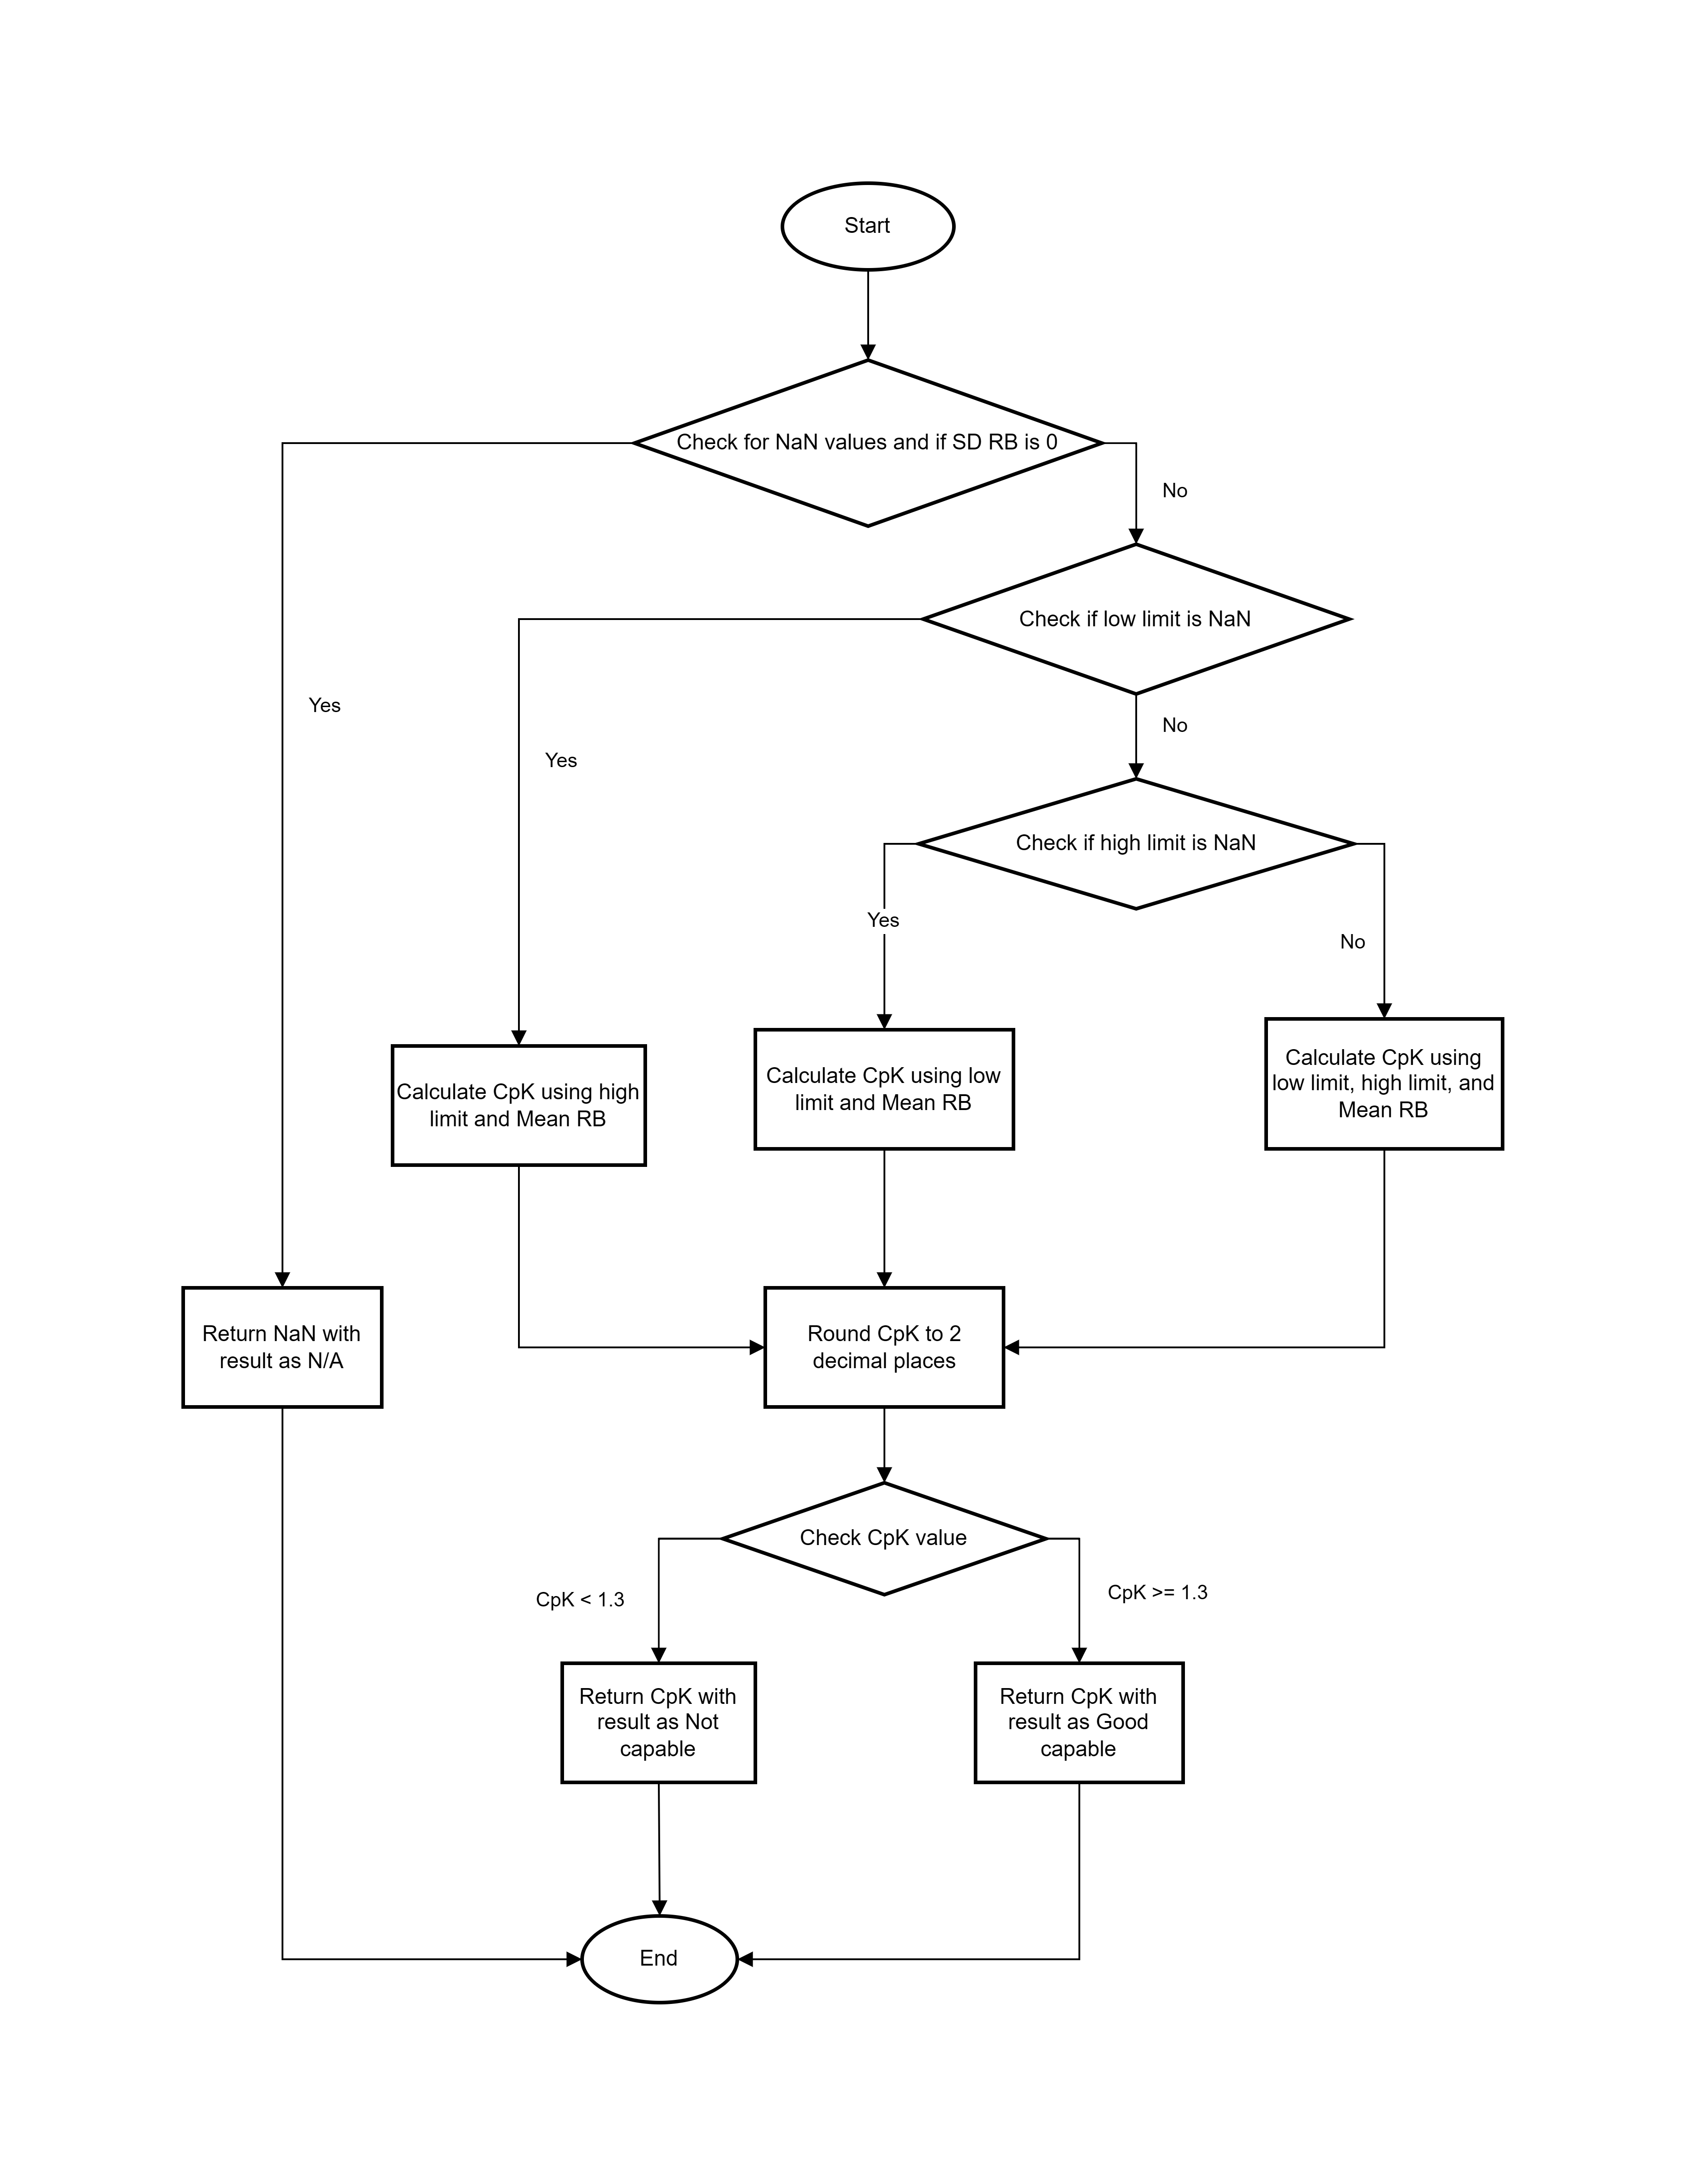 Start
Check for NaN values and if SD RB is 0
No
Check if low limit is NaN
Yes
No
Yes
Check if high limit is NaN
Yes
No
Calculate CpK using high
limit and Mean RB
Calculate CpK using low
limit and Mean RB
Calculate CpK using
low limit, high limit, and
Mean RB
Return NaN with
result as N/A
Round CpK to 2
decimal places
Check CpK value
CpK < 1.3
CpK >= 1.3
Return CpK with
result as Not
capable
Return CpK with
result as Good
capable
End